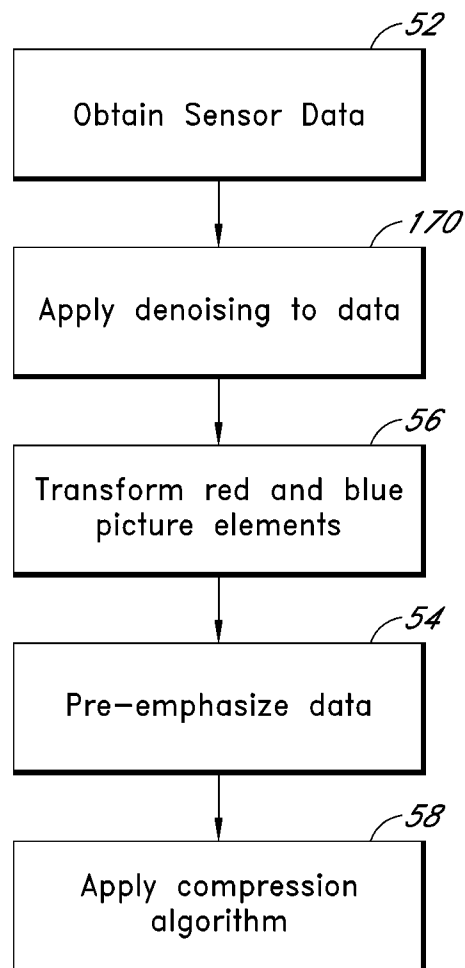 52
Obtain Sensor Data
170
Apply denoising to data
56
Transform red and blue
picture elements
54
Pre-emphasize data
58
Apply compression
algorithm